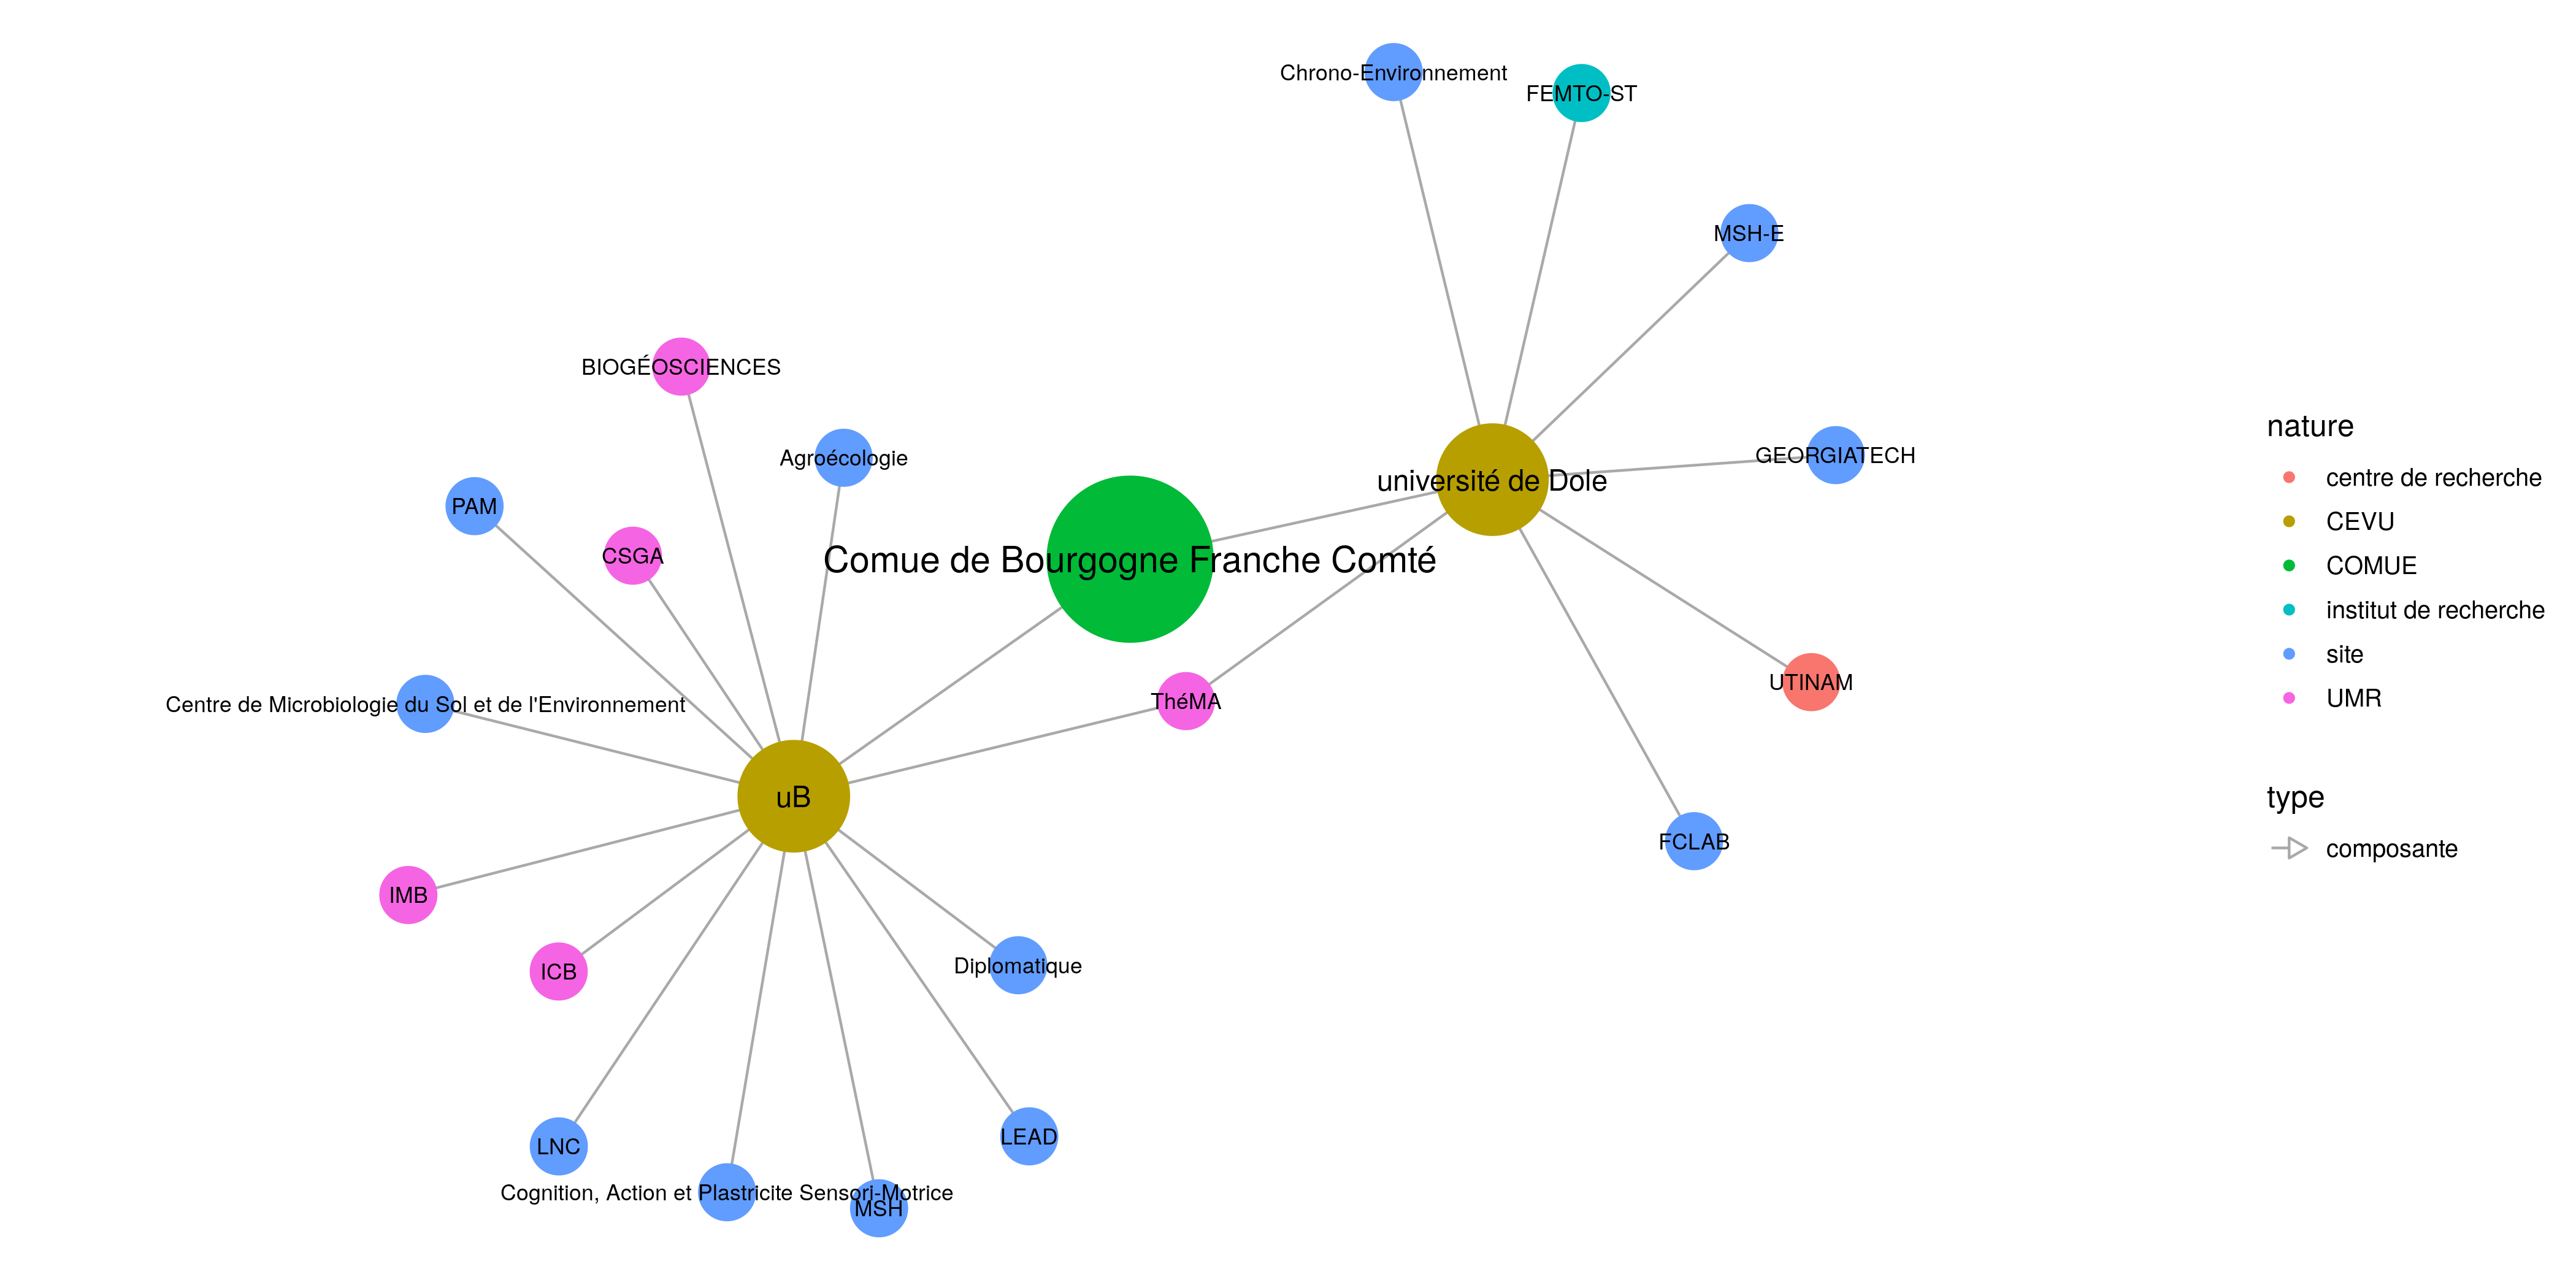 Chrono-Environnement
FEMTO-ST
MSH-E
BIOGÉOSCIENCES
Agroécologie
GEORGIATECH
université de Dole
PAM
CSGA
Comue de Bourgogne Franche Comté
UTINAM
ThéMA
Centre de Microbiologie du Sol et de l'Environnement
uB
FCLAB
IMB
ICB
Diplomatique
LEAD
LNC
Cognition, Action et Plastricite Sensori-Motrice
MSH
nature
centre de recherche
CEVU
COMUE
institut de recherche
site
UMR
type
composante